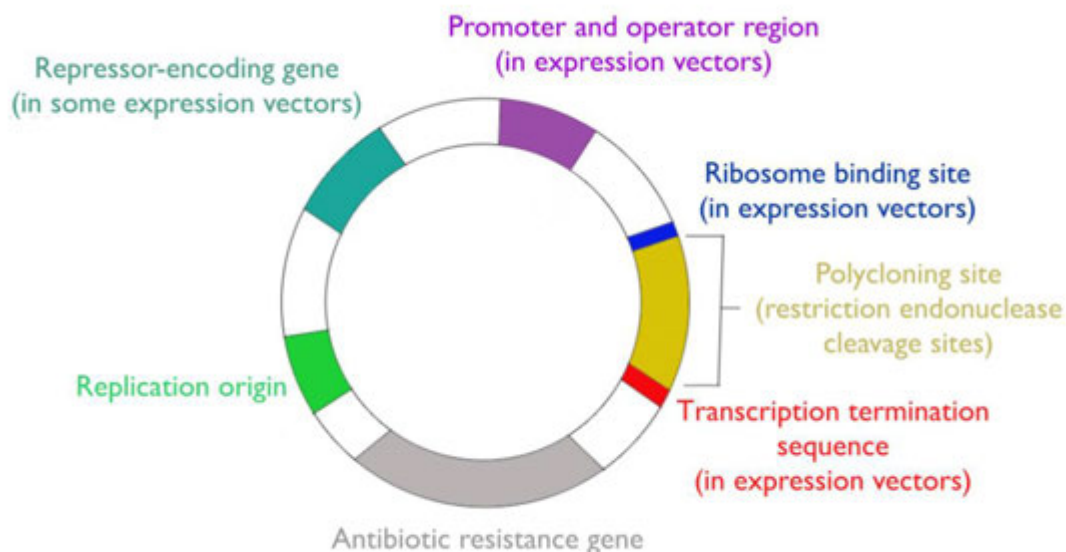 Promoter and operator region
(in expression vectors)
Repressor-encoding gene
(in some expression vectors)
Ribosome binding site
(in expression vectors)
Polycloning site
(restriction endonuclease
cleavage sites)
Replication origin
Transcription termination
sequence
(in expression vectors)
Antibiotic resistance gene